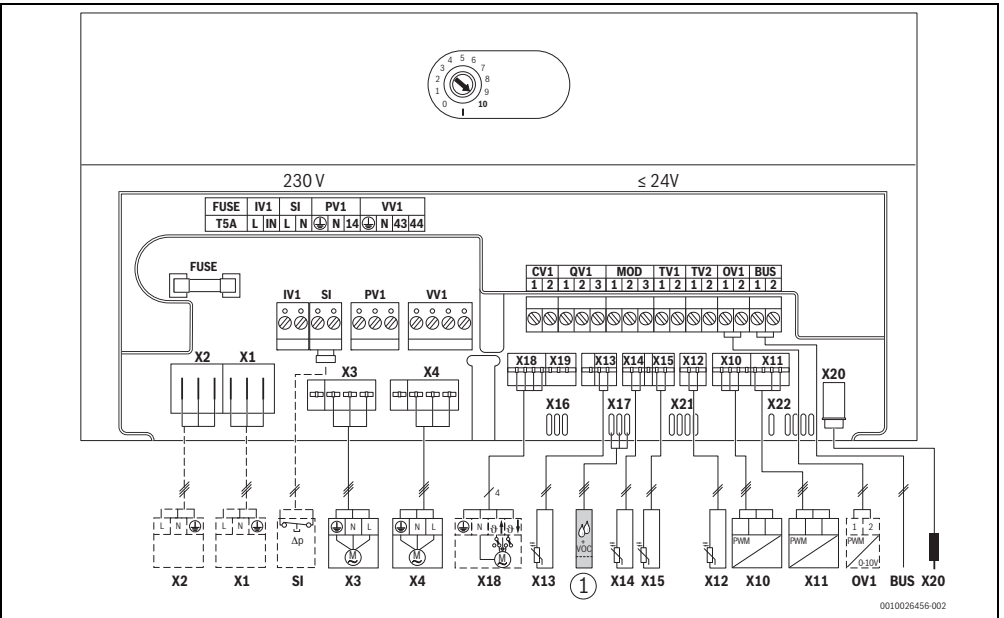 4 5 6
3 7
2 8
1 9
0 I 10
230 V ≤ 24V
FUSE IV1 SI PV1 VV1
T5A L IN L N N 14 N 43 44
FUSE
CV1 QV1 MOD TV1 TV2 OV1 BUS
1 2 1 2 3 1 2 3 1 2 1 2 1 2 1 2
IV1 SI PV1 VV1
X2 X1 X3 X4
X18 X19 X13 X14 X15 X12 X10 X11 X20
X16 X17 X21 X22
4
L N L N Δp N L N L N ϑ ϑ 1 2
M M M
VOC
PWM PWM PWM
0-10V
X2 X1 SI X3 X4 X18 X13 1 X14 X15 X12 X10 X11 OV1 BUS X20
0010026456-002